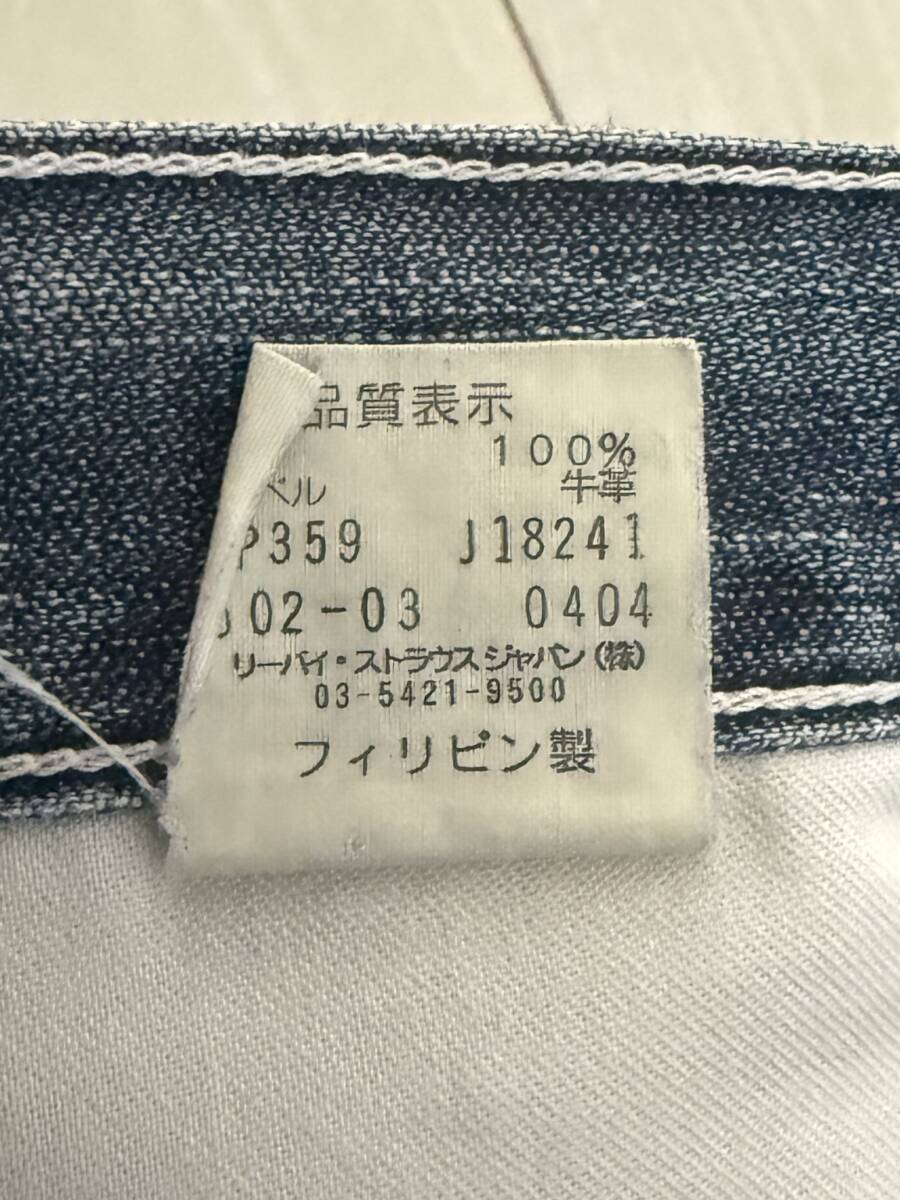 品質表示
100%
ベル 牛革
P359 J18241
J02-03 0404
リーバイ・ストラウス ジャパン(株)
03-5421-9500
フィリピン製